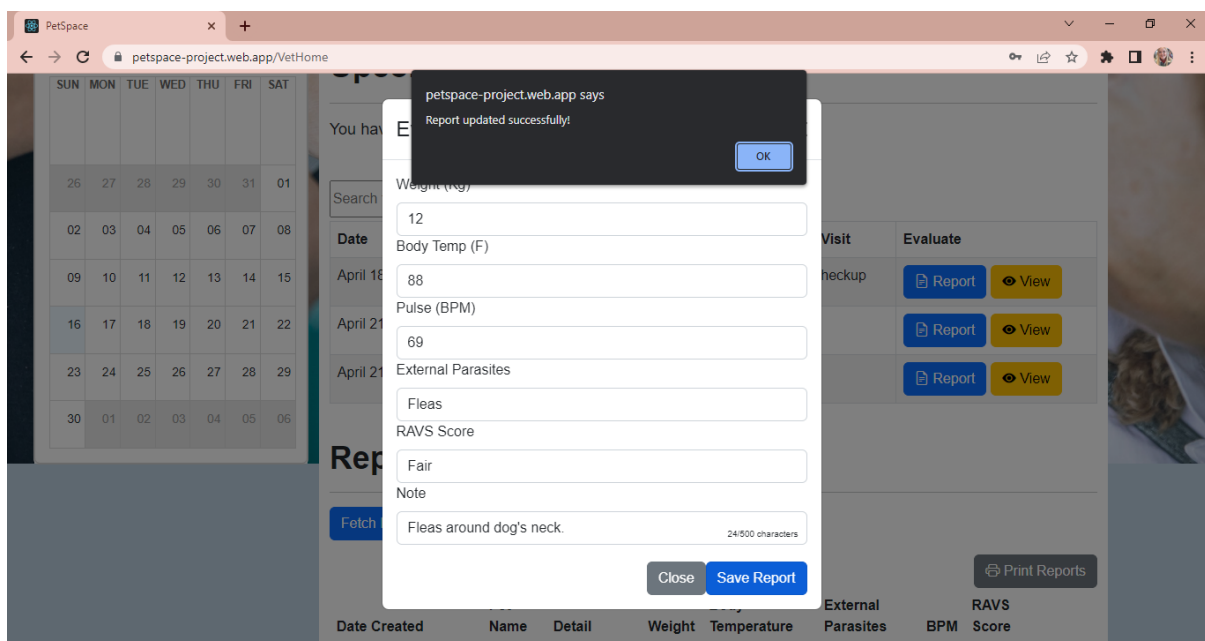 PetSpace
petspace-project.web.app/VetHome
SUN MON TUE WED THU FRI SAT
26 27 28 29 30 31 01
02 03 04 05 06 07 08
09 10 11 12 13 14 15
16 17 18 19 20 21 22
23 24 25 26 27 28 29
30 01 02 03 04 05 06
petspace-project.web.app says
Report updated successfully!
OK
You hav
Search
Date
Visit
Evaluate
April 18
heckup
Report
View
April 21
Report
View
April 21
Report
View
Weight (Kg)
12
Body Temp (F)
88
Pulse (BPM)
69
External Parasites
Fleas
RAVS Score
Fair
Note
Fleas around dog's neck.
24/500 characters
Close
Save Report
Rep
Fetch
Print Reports
Date Created
Name
Detail
Weight
Temperature
External
Parasites
BPM
RAVS
Score